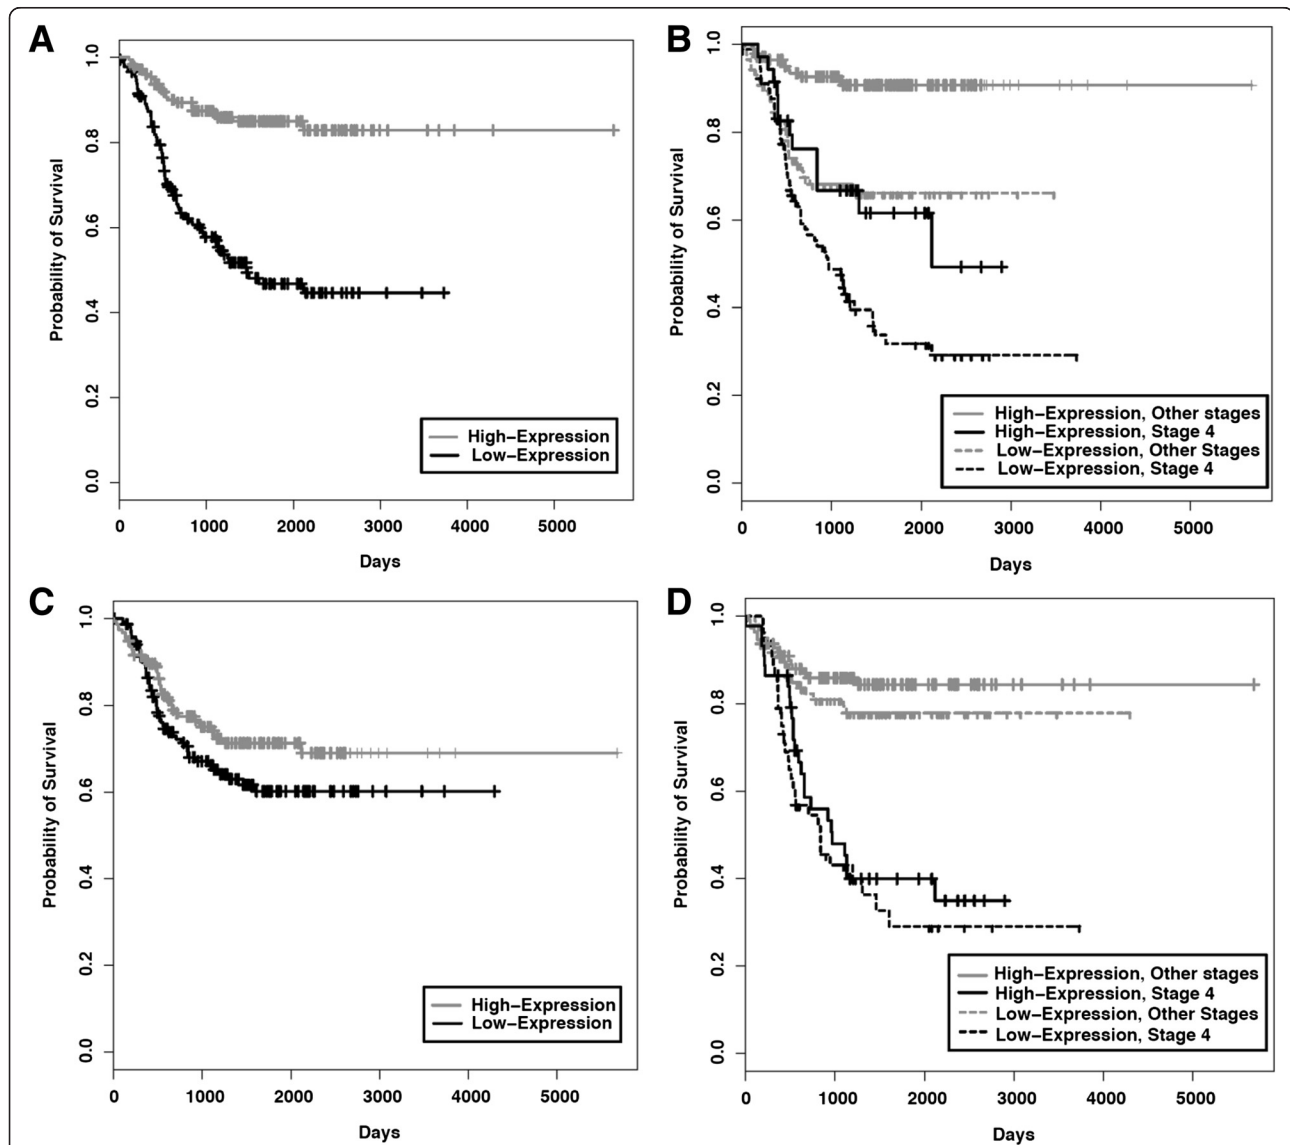 A
Probability of Survival
1.0
0.8
0.6
0.4
0.2
0.0
High–Expression
Low–Expression
0 1000 2000 3000 4000 5000
Days
B
Probability of Survival
1.0
0.8
0.6
0.4
0.2
0.0
High–Expression, Other stages
High–Expression, Stage 4
Low–Expression, Other Stages
Low–Expression, Stage 4
0 1000 2000 3000 4000 5000
Days
C
Probability of Survival
1.0
0.8
0.6
0.4
0.2
0.0
High–Expression
Low–Expression
0 1000 2000 3000 4000 5000
Days
D
Probability of Survival
1.0
0.8
0.6
0.4
0.2
0.0
High–Expression, Other stages
High–Expression, Stage 4
Low–Expression, Other Stages
Low–Expression, Stage 4
0 1000 2000 3000 4000 5000
Days